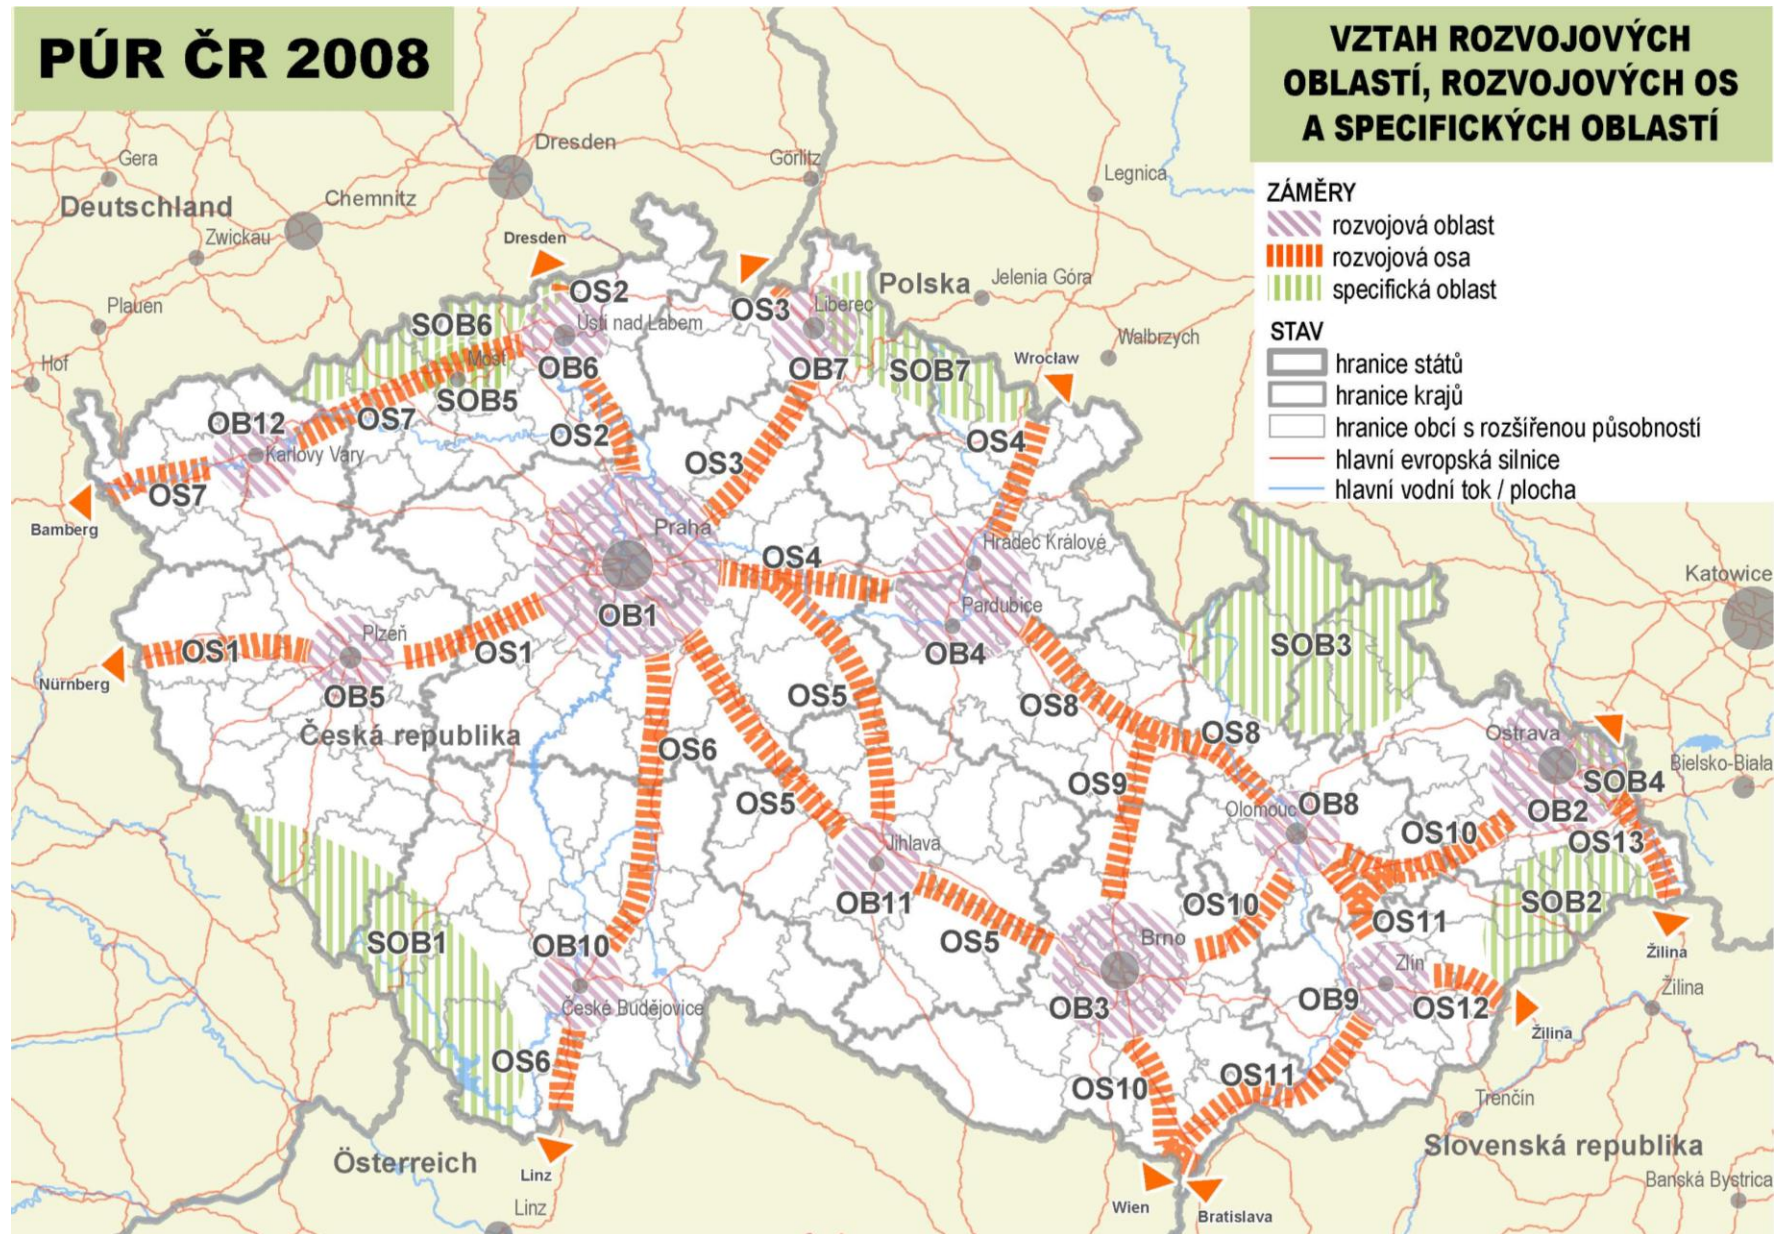 PÚR ČR 2008
VZTAH ROZVOJOVÝCH
OBLASTÍ, ROZVOJOVÝCH OS
A SPECIFICKÝCH OBLASTÍ
ZÁMĚRY
rozvojová oblast
rozvojová osa
specifická oblast
STAV
hranice států
hranice krajů
hranice obcí s rozšířenou působností
hlavní evropská silnice
hlavní vodní tok / plocha
Dresden
Gera
Görlitz
Legnica
Chemnitz
Deutschland
Zwickau
Dresden
Polska
Jelenia Góra
Plauen
OS2
OS3
Liberec
SOB6
Ústí nad Labem
Walbrzych
Hof
Most
Wrocław
OB6
OB7
SOB7
SOB5
OS7
OB12
OS2
OS4
Karlovy Vary
OS3
OS7
Bamberg
Praha
Hradec Králové
OS4
Katowice
Pardubice
OB1
Plzeň
OS1
OS1
OB4
SOB3
Nürnberg
OB5
OS5
OS8
Česká republika
OS8
Ostrava
OS6
Bielsko-Biala
OS9
SOB4
OS5
Olomouc
OB8
OB2
OS10
OS13
Jihlava
OB11
OS10
SOB2
OS11
SOB1
OB10
OS5
Brno
Žilina
Zlín
Žilina
České Budějovice
OB3
OB9
OS12
Žilina
OS6
OS11
OS10
Trenčín
Slovenská republika
Österreich
Linz
Banská Bystrica
Linz
Wien
Bratislava